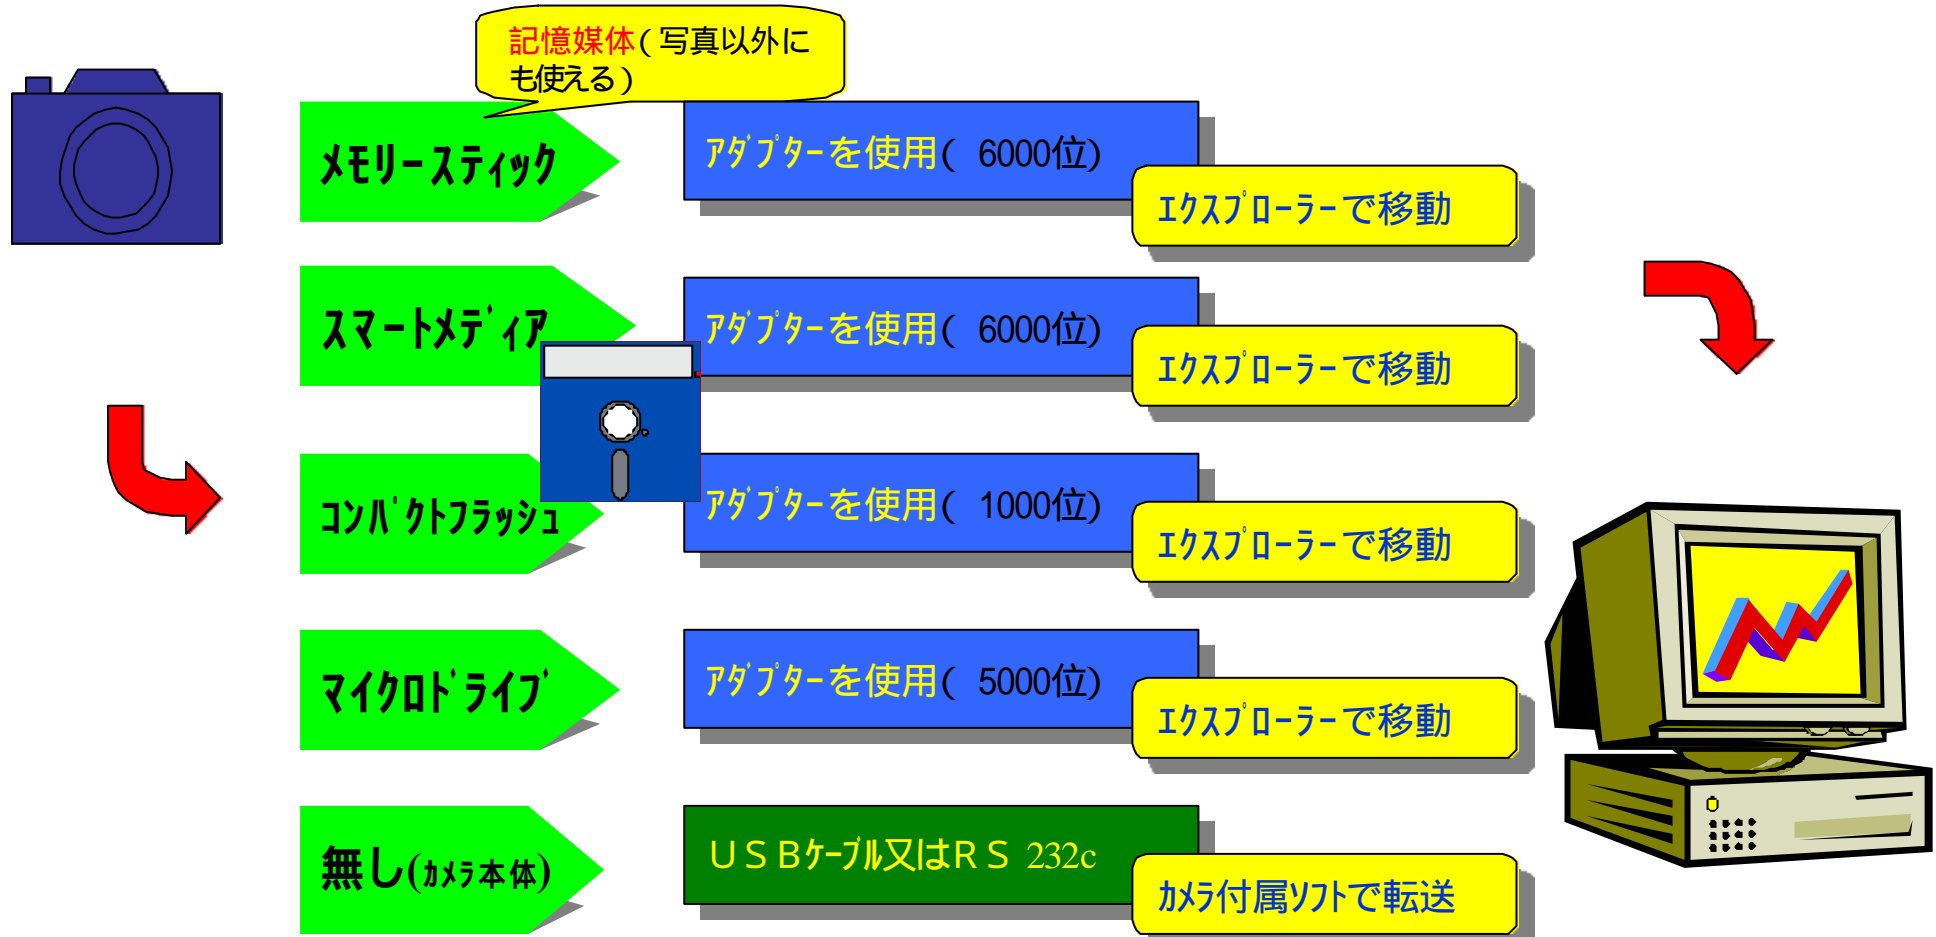 記憶媒体(写真以外に
も使える)
メモリースティック
アダプターを使用( 6000位)
エクスプローラーで移動
スマートメディア
アダプターを使用( 6000位)
エクスプローラーで移動
コンパクトフラッシュ
アダプターを使用( 1000位)
エクスプローラーで移動
マイクロドライブ
アダプターを使用( 5000位)
エクスプローラーで移動
無し(カメラ本体)
USBケーブル又はRS 232c
カメラ付属ソフトで転送